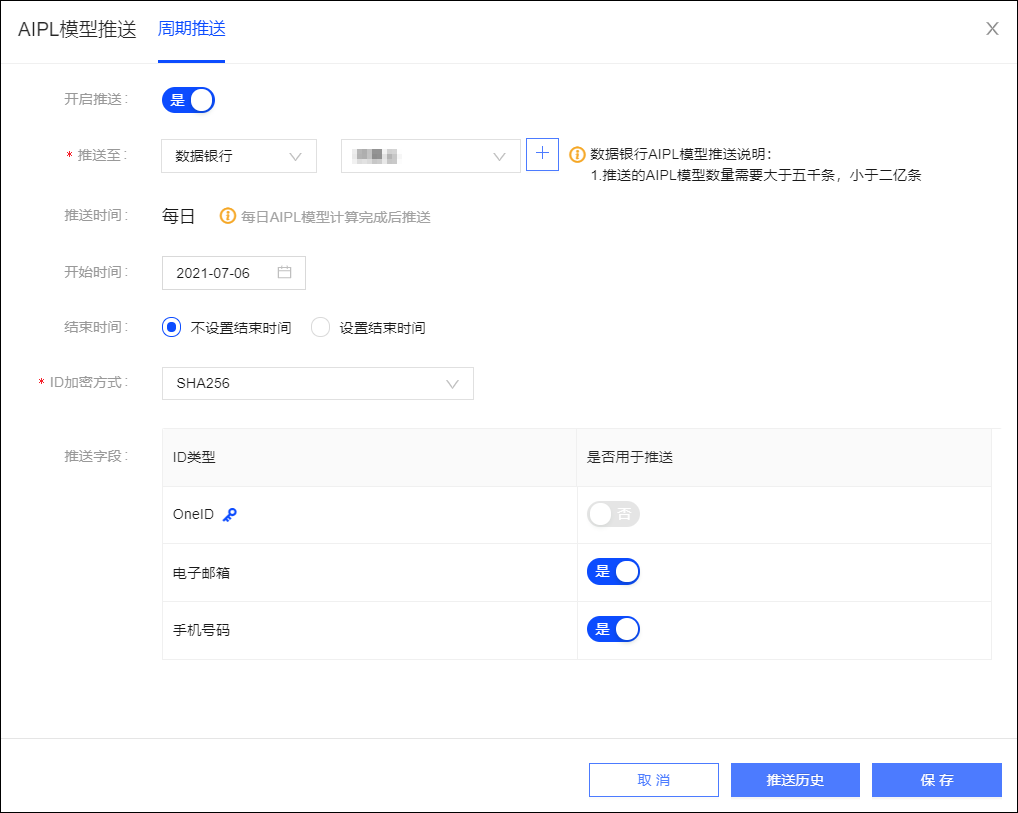 AIPL模型推送 周期推送
开启推送： 是
* 推送至： 数据银行 数据银行AIPL模型推送说明：
1.推送的AIPL模型数量需要大于五千条，小于二亿条
推送时间： 每日 每日AIPL模型计算完成后推送
开始时间： 2021-07-06
结束时间： 不设置结束时间 设置结束时间
* ID加密方式： SHA256
推送字段： ID类型 是否用于推送
OneID 否
电子邮箱 是
手机号码 是
取 消 推送历史 保 存